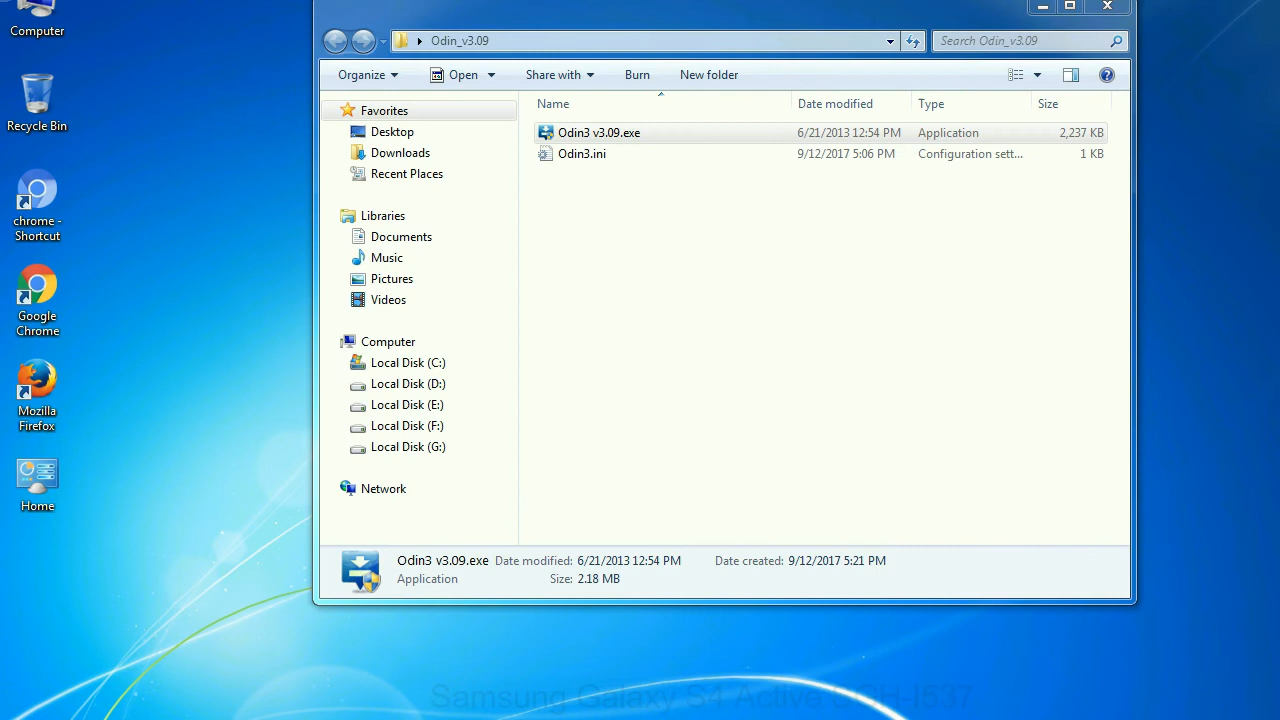 Computer
Recycle Bin
chrome -
Shortcut
Google
Chrome
Mozilla
Firefox
Home
Odin_v3.09
Search Odin_v3.09
Organize
Open
Share with
Burn
New folder
Name
Date modified
Type
Size
Odin3 v3.09.exe
6/21/2013 12:54 PM
Application
2,237 KB
Odin3.ini
9/12/2017 5:06 PM
Configuration sett...
1 KB
Favorites
Desktop
Downloads
Recent Places
Libraries
Documents
Music
Pictures
Videos
Computer
Local Disk (C:)
Local Disk (D:)
Local Disk (E:)
Local Disk (F:)
Local Disk (G:)
Network
Odin3 v3.09.exe
Date modified: 6/21/2013 12:54 PM
Date created: 9/12/2017 5:21 PM
Application
Size: 2.18 MB
Samsung Galaxy S4 Active SGH-I537